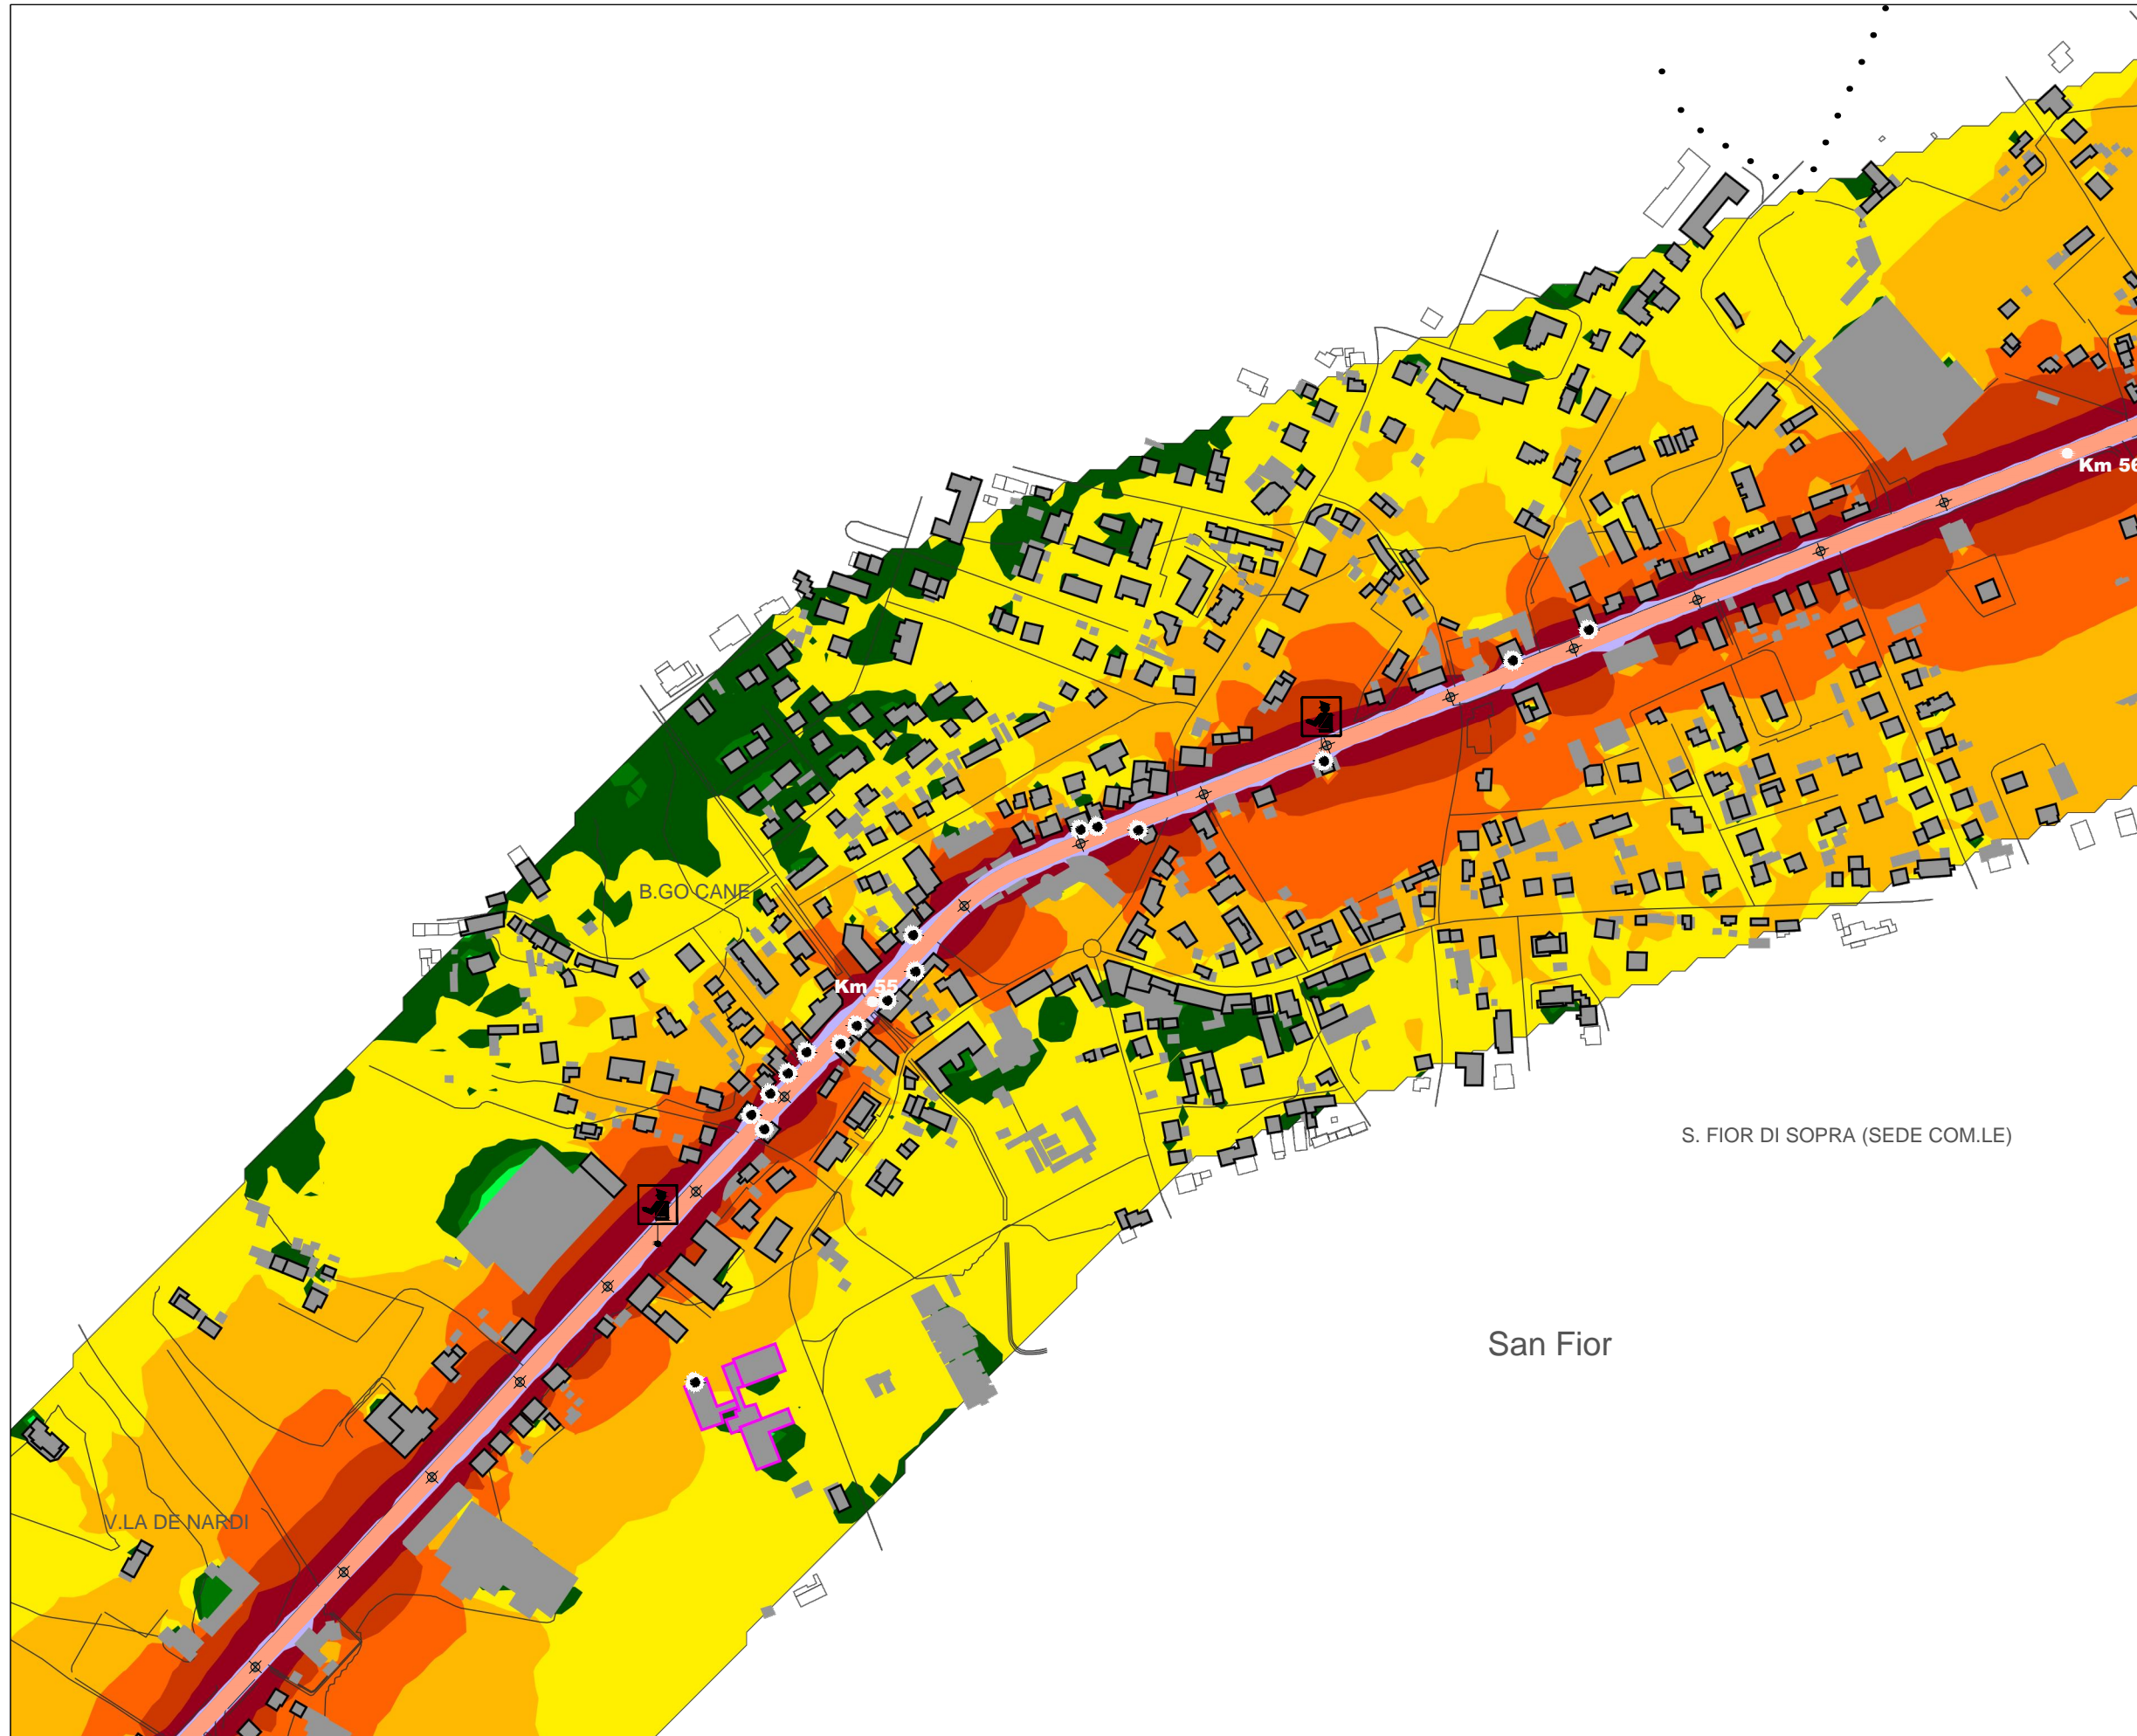 Km 56
B.GO CANE
Km 55
S. FIOR DI SOPRA (SEDE COM.LE)
San Fior
V.LA DE NARDI